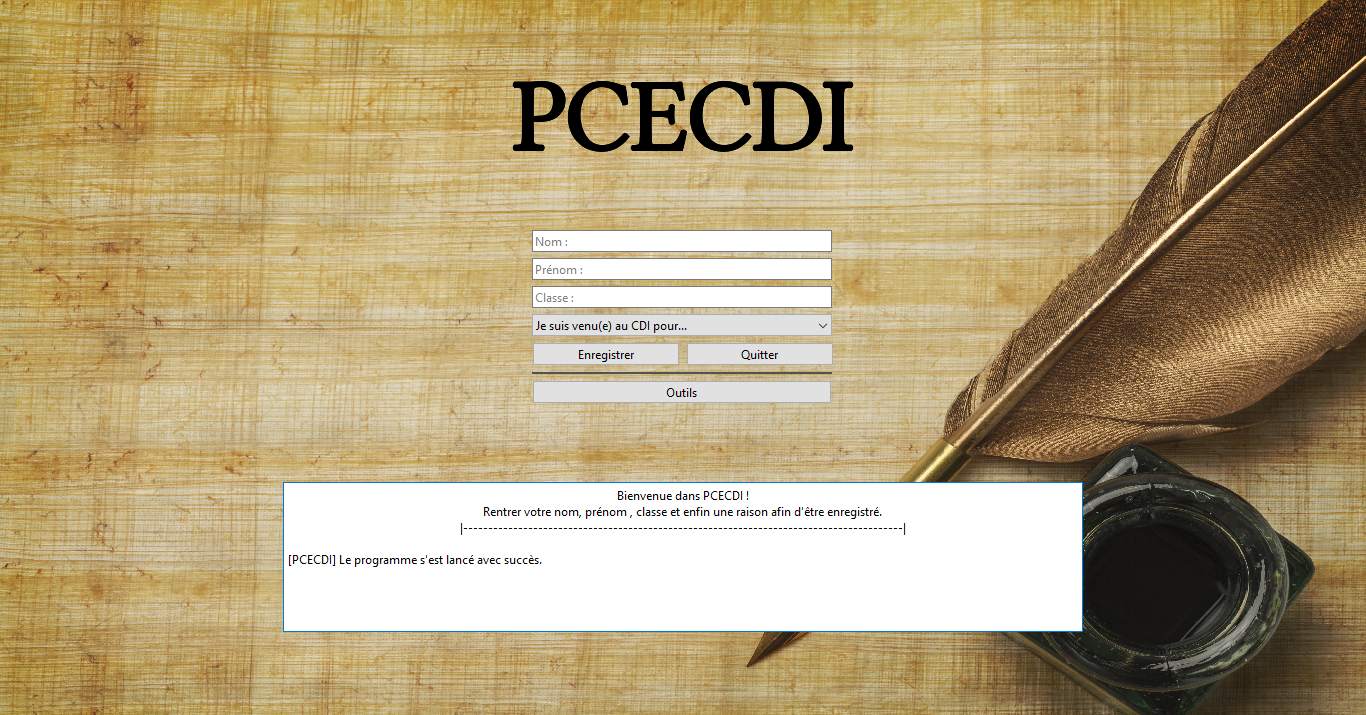 PCECDI
Nom :
Prénom :
Classe :
Je suis venu(e) au CDI pour...
Enregistrer
Quitter
Outils
Bienvenue dans PCECDI !
Rentrer votre nom, prénom , classe et enfin une raison afin d'être enregistré.
|----------------------------------------------------------------------------------------|
[PCECDI] Le programme s'est lancé avec succès.